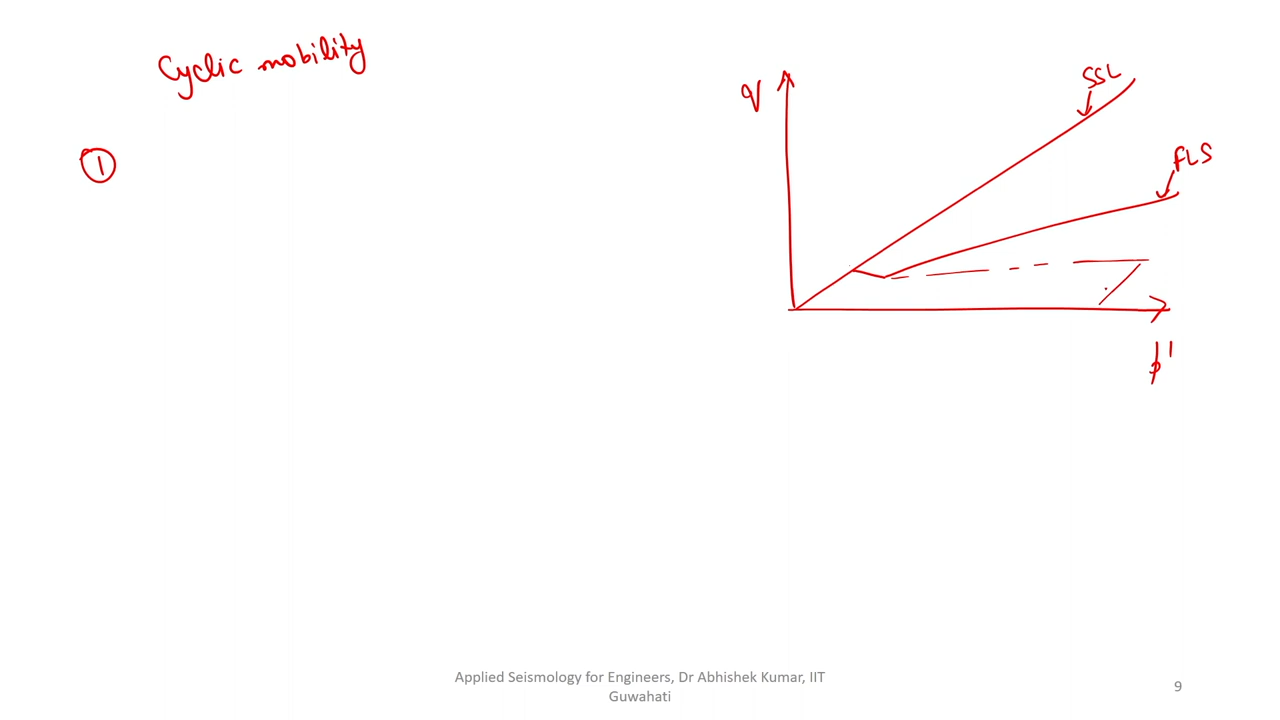 Cyclic mobility
①
q
SSL
FLS
p'
Applied Seismology for Engineers, Dr Abhishek Kumar, IIT
Guwahati
9